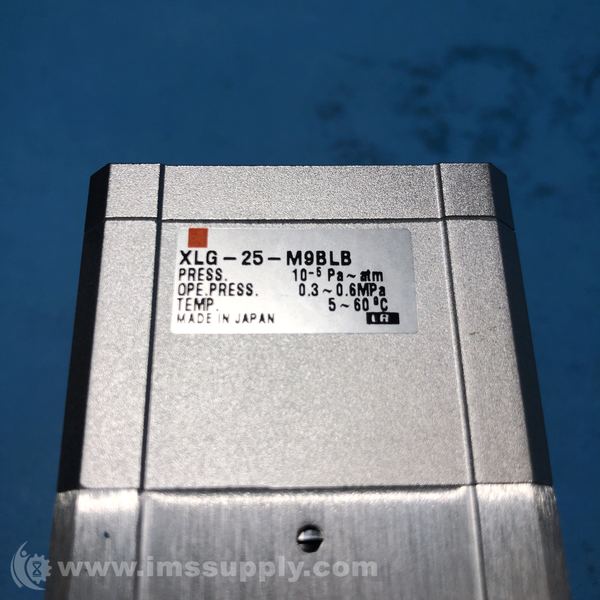 XLG-25-M9BLB
PRESS. 10⁻⁵ Pa~atm
OPE.PRESS. 0.3~0.6MPa
TEMP. 5~60 ºC
MADE IN JAPAN
www.imssupply.com